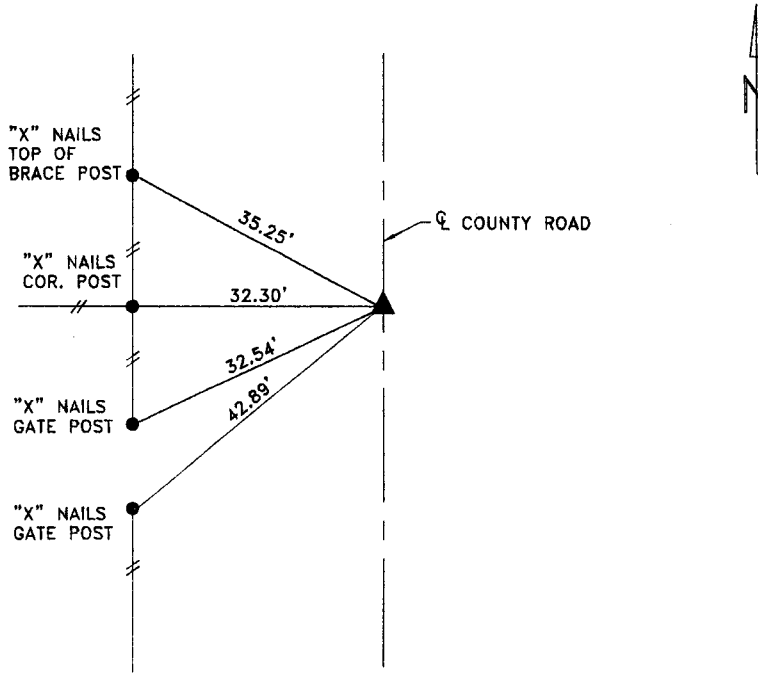 N
"X" NAILS
TOP OF
BRACE POST
35.25'
℄ COUNTY ROAD
"X" NAILS
COR. POST
32.30'
32.54'
42.89'
"X" NAILS
GATE POST
"X" NAILS
GATE POST